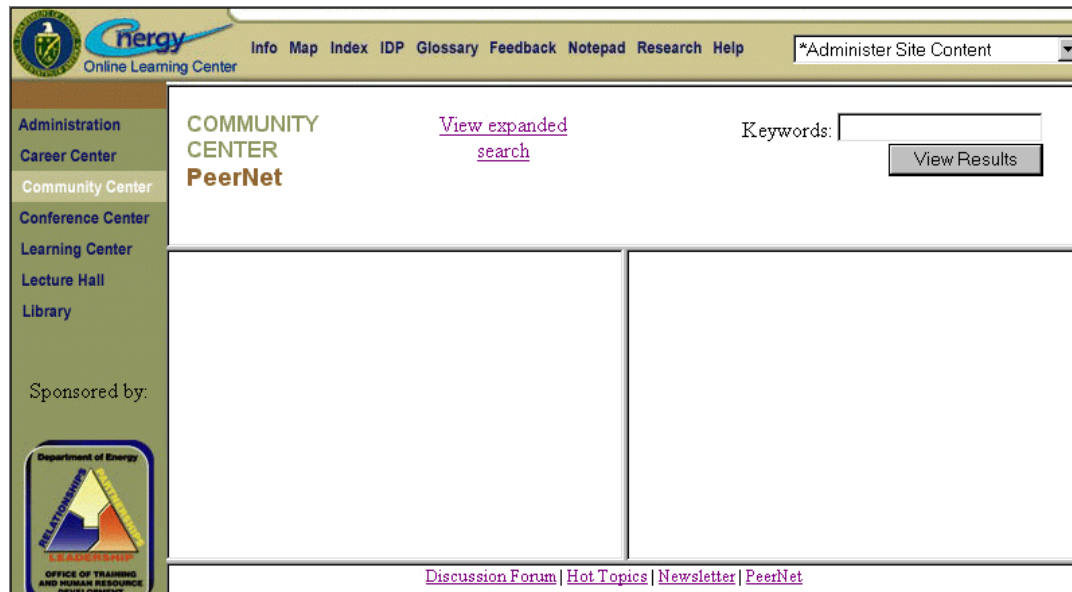 energy
Online Learning Center
Info Map Index IDP Glossary Feedback Notepad Research Help
*Administer Site Content
Administration
Career Center
Community Center
Conference Center
Learning Center
Lecture Hall
Library
Sponsored by:
Department of Energy
RELATIONSHIPS
PARTNERSHIPS
LEADERSHIP
OFFICE OF TRAINING
AND HUMAN RESOURCE
DEVELOPMENT
COMMUNITY
CENTER
PeerNet
View expanded
search
Keywords:
View Results
Discussion Forum | Hot Topics | Newsletter | PeerNet